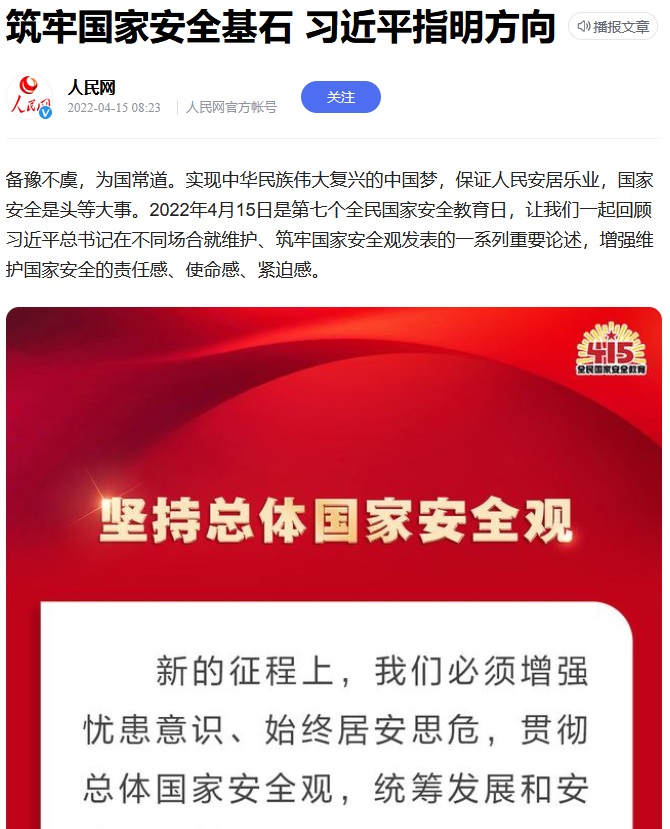 筑牢国家安全基石 习近平指明方向
播报文章
人民网
人民网
2022-04-15 08:23 人民网官方帐号
关注
备豫不虞，为国常道。实现中华民族伟大复兴的中国梦，保证人民安居乐业，国家
安全是头等大事。2022年4月15日是第七个全民国家安全教育日，让我们一起回顾
习近平总书记在不同场合就维护、筑牢国家安全观发表的一系列重要论述，增强维
护国家安全的责任感、使命感、紧迫感。
4·15
全民国家安全教育
坚持总体国家安全观
新的征程上，我们必须增强
忧患意识、始终居安思危，贯彻
总体国家安全观，统筹发展和安